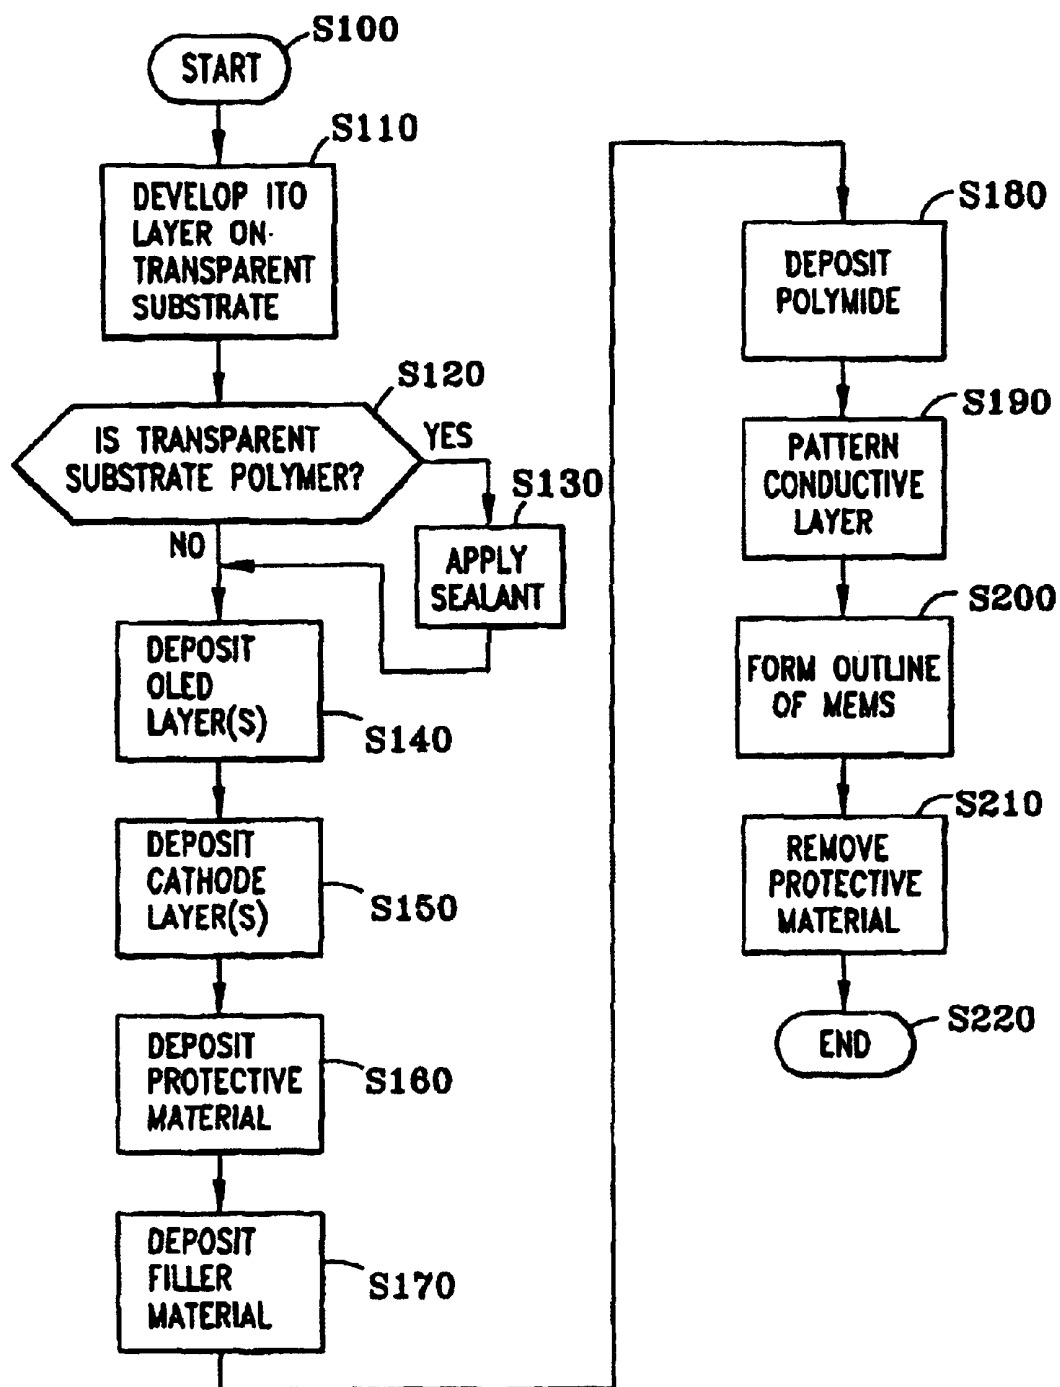 S100
START
S110
DEVELOP ITO
LAYER ON
TRANSPARENT
SUBSTRATE
S120
IS TRANSPARENT
SUBSTRATE POLYMER?
YES
NO
S130
APPLY
SEALANT
DEPOSIT
OLED
LAYER(S)
S140
DEPOSIT
CATHODE
LAYER(S)
S150
DEPOSIT
PROTECTIVE
MATERIAL
S160
DEPOSIT
FILLER
MATERIAL
S170
S180
DEPOSIT
POLYMIDE
S190
PATTERN
CONDUCTIVE
LAYER
S200
FORM OUTLINE
OF MEMS
S210
REMOVE
PROTECTIVE
MATERIAL
S220
END